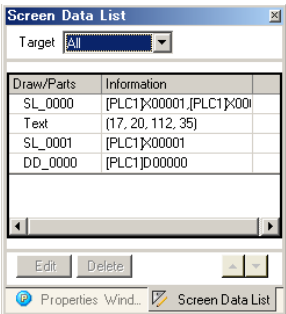 Screen Data List
Target All
Draw/Parts Information
SL_0000 [PLC1]X00001,[PLC1]X00
Text (17, 20, 112, 35)
SL_0001 [PLC1]X00001
DD_0000 [PLC1]D00000
Edit Delete
Properties Wind... Screen Data List